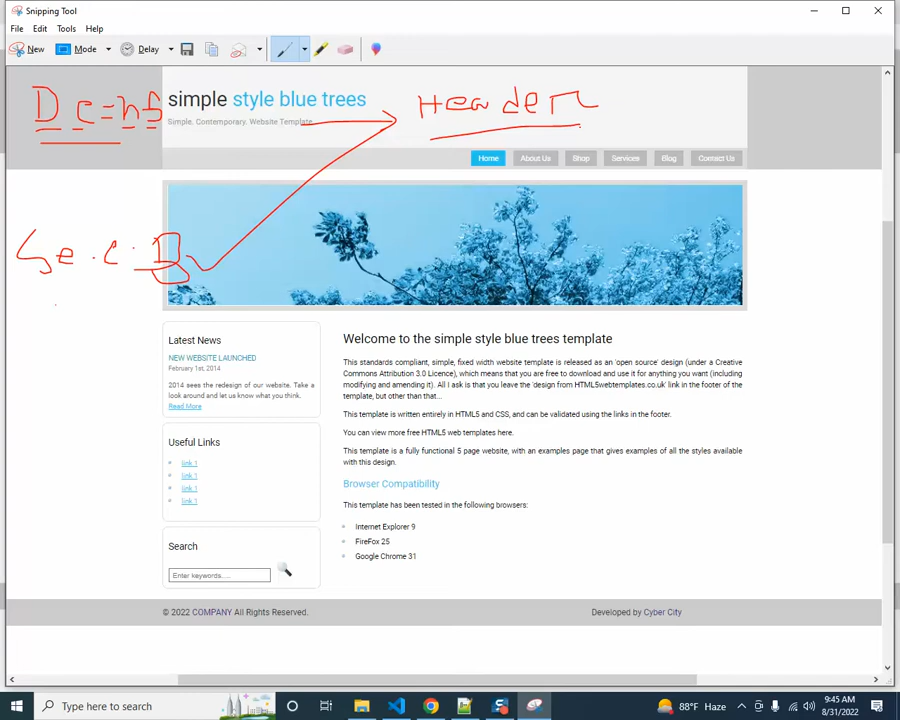 Snipping Tool
File Edit Tools Help
New Mode Delay
simple style blue trees
Simple. Contemporary. Website Template.
Header
Home About Us Shop Services Blog Contact Us
Latest News
NEW WEBSITE LAUNCHED
February 1st, 2014
2014 sees the redesign of our website. Take a
look around and let us know what you think.
Read More
Useful Links
link 1
link 1
link 1
link 1
Search
Enter keywords.....
Welcome to the simple style blue trees template
This standards compliant, simple, fixed width website template is released as an 'open source' design (under a Creative
Commons Attribution 3.0 Licence), which means that you are free to download and use it for anything you want (including
modifying and amending it). All I ask is that you leave the 'design from HTML5webtemplates.co.uk' link in the footer of the
template, but other than that...
This template is written entirely in HTML5 and CSS, and can be validated using the links in the footer.
You can view more free HTML5 web templates here.
This template is a fully functional 5 page website, with an examples page that gives examples of all the styles available
with this design.
Browser Compatibility
This template has been tested in the following browsers:
Internet Explorer 9
FireFox 25
Google Chrome 31
© 2022 COMPANY All Rights Reserved. Developed by Cyber City
Type here to search
88°F Haze
9:45 AM
8/31/2022